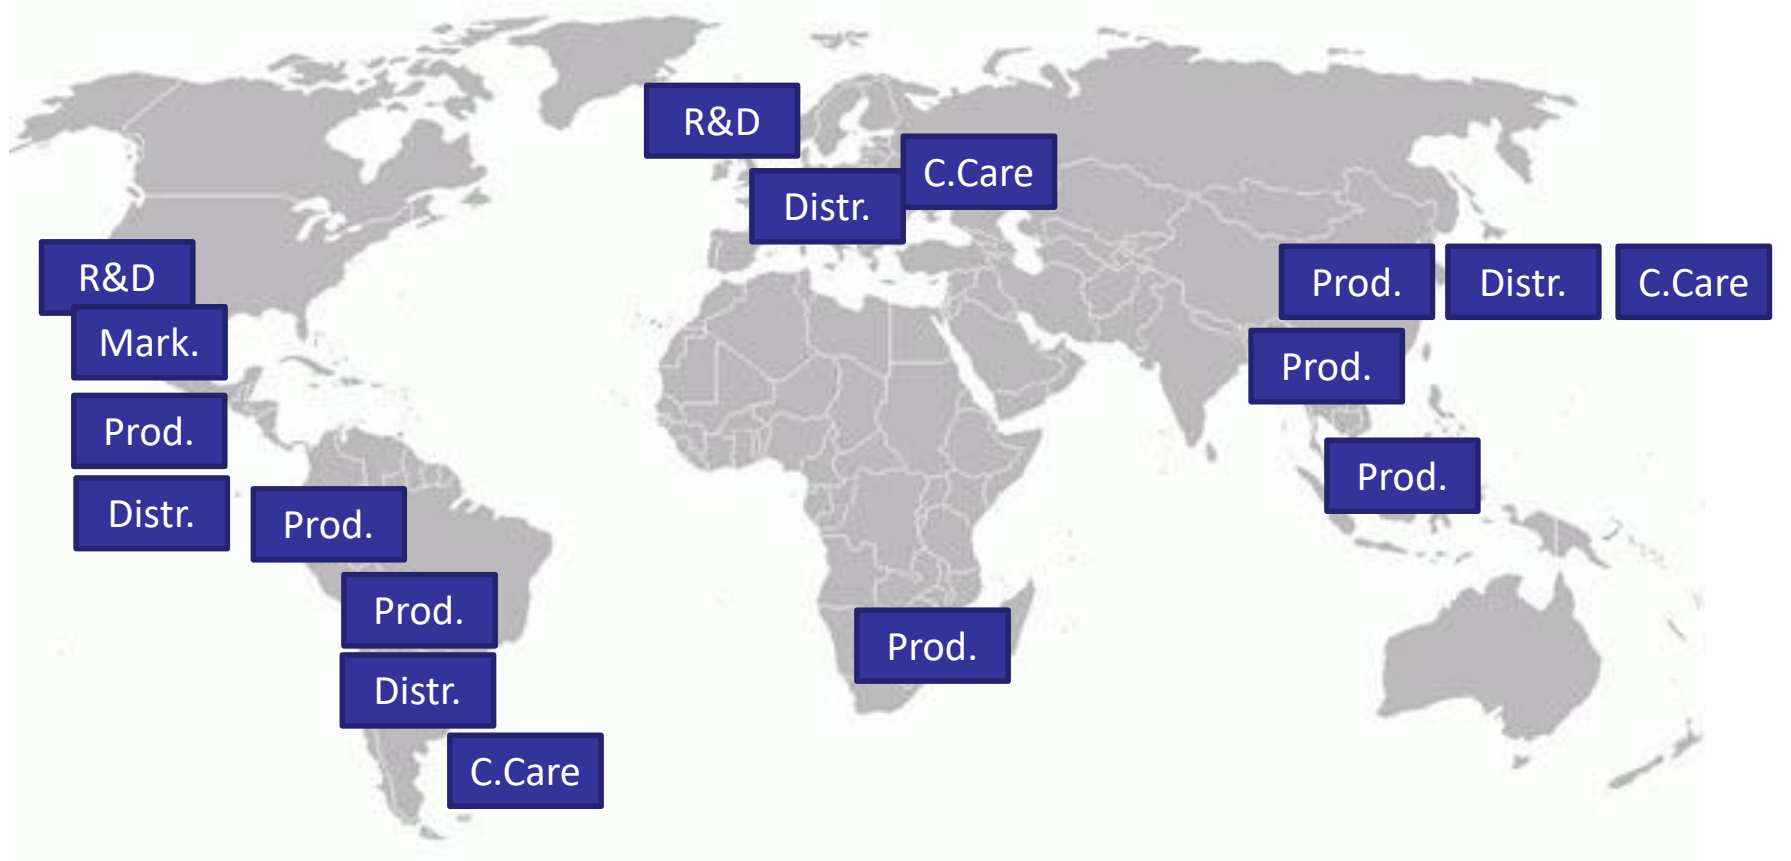 R&D
C.Care
Distr.
R&D
Prod.
Distr.
C.Care
Mark.
Prod.
Prod.
Prod.
Distr.
Prod.
Prod.
Prod.
Distr.
C.Care